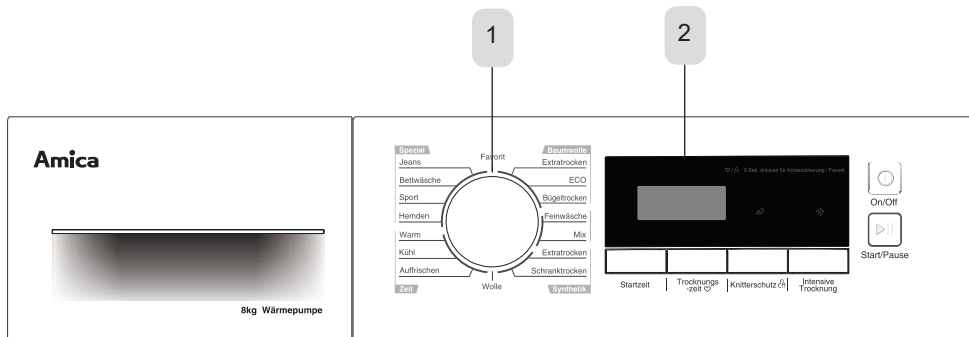 1
2
Amica
8kg Wärmepumpe
Spezial
Jeans
Bettwäsche
Sport
Hemden
Warm
Kühl
Auffrischen
Zeit
Favorit
Wolle
Baumwolle
Extratrocken
ECO
Bügeltrocken
Feinwäsche
Mix
Extratrocken
Schranktrocken
Synthetik
3 Sek. drücken für Kindersicherung / Favorit
Startzeit
Trocknungs
-zeit
Knitterschutz
Intensive
Trocknung
On/Off
Start/Pause